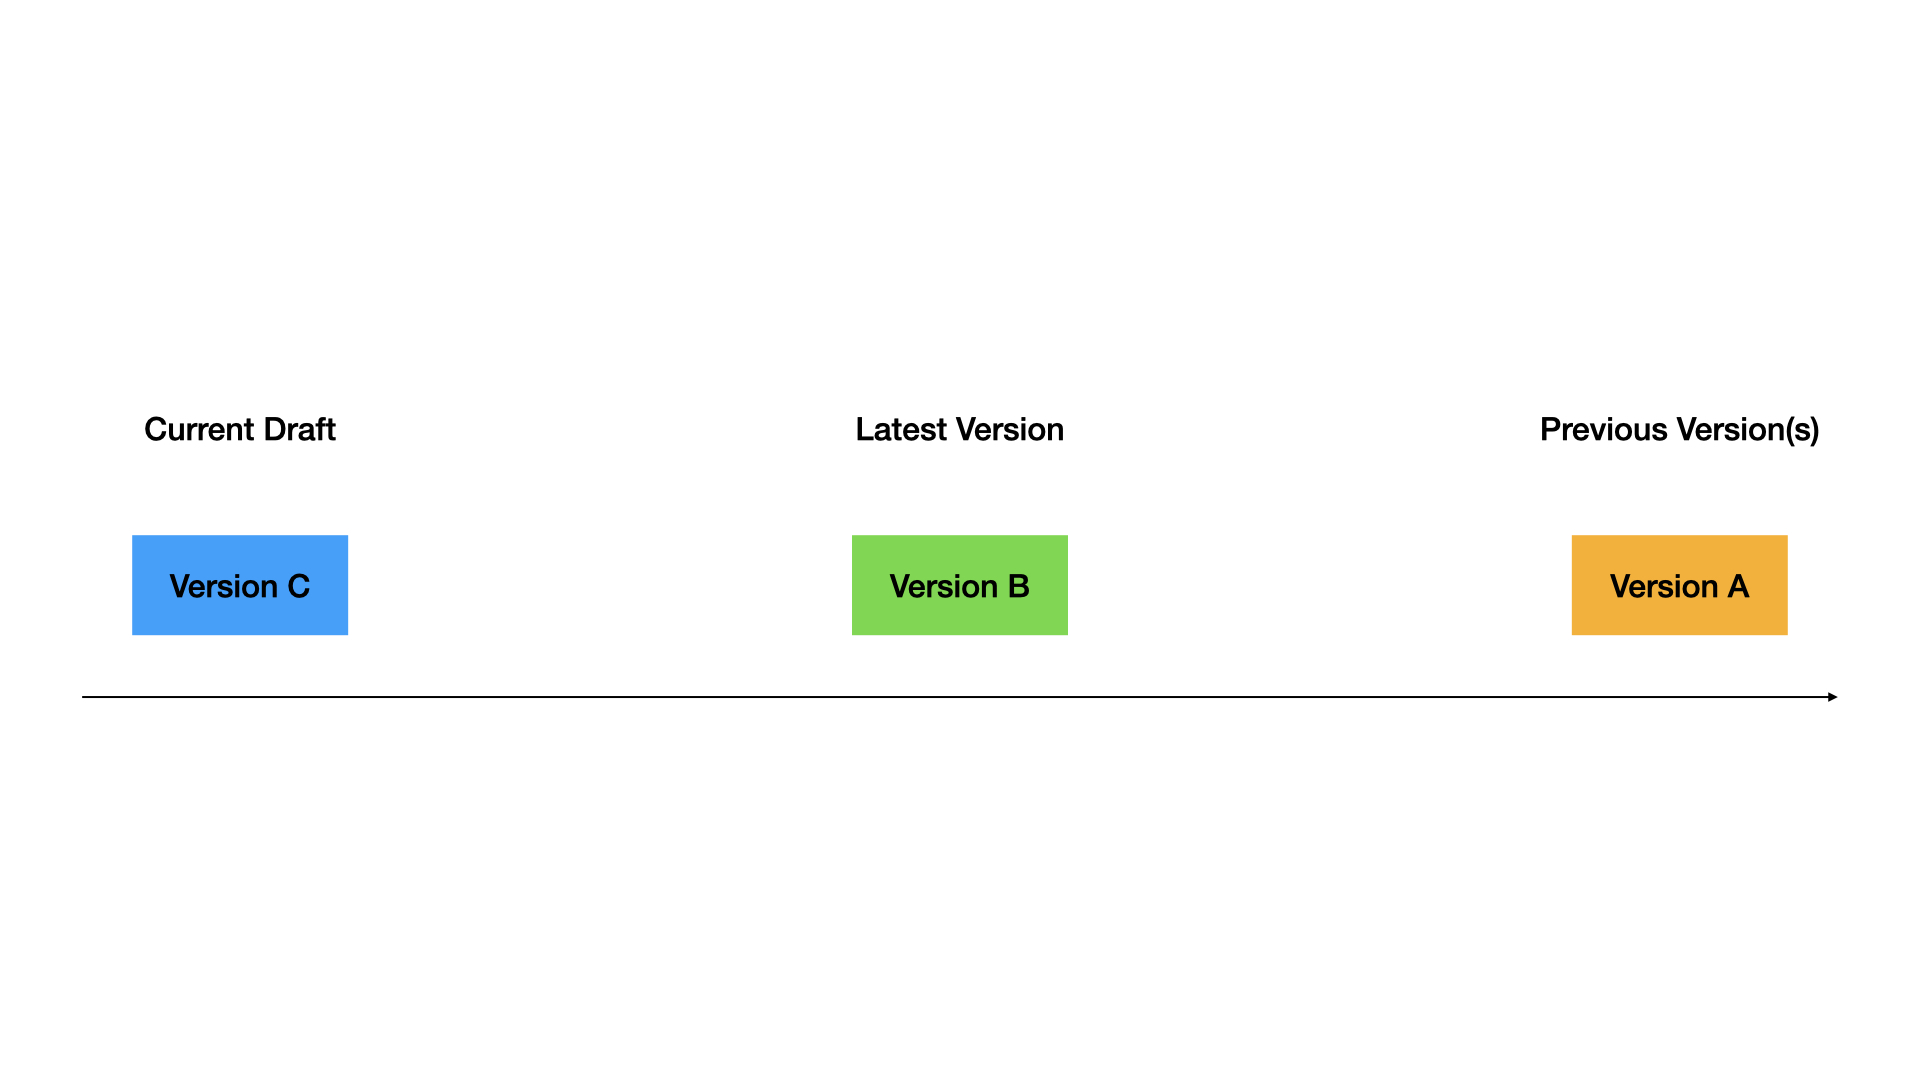 Current Draft
Latest Version
Previous Version(s)
Version C
Version B
Version A